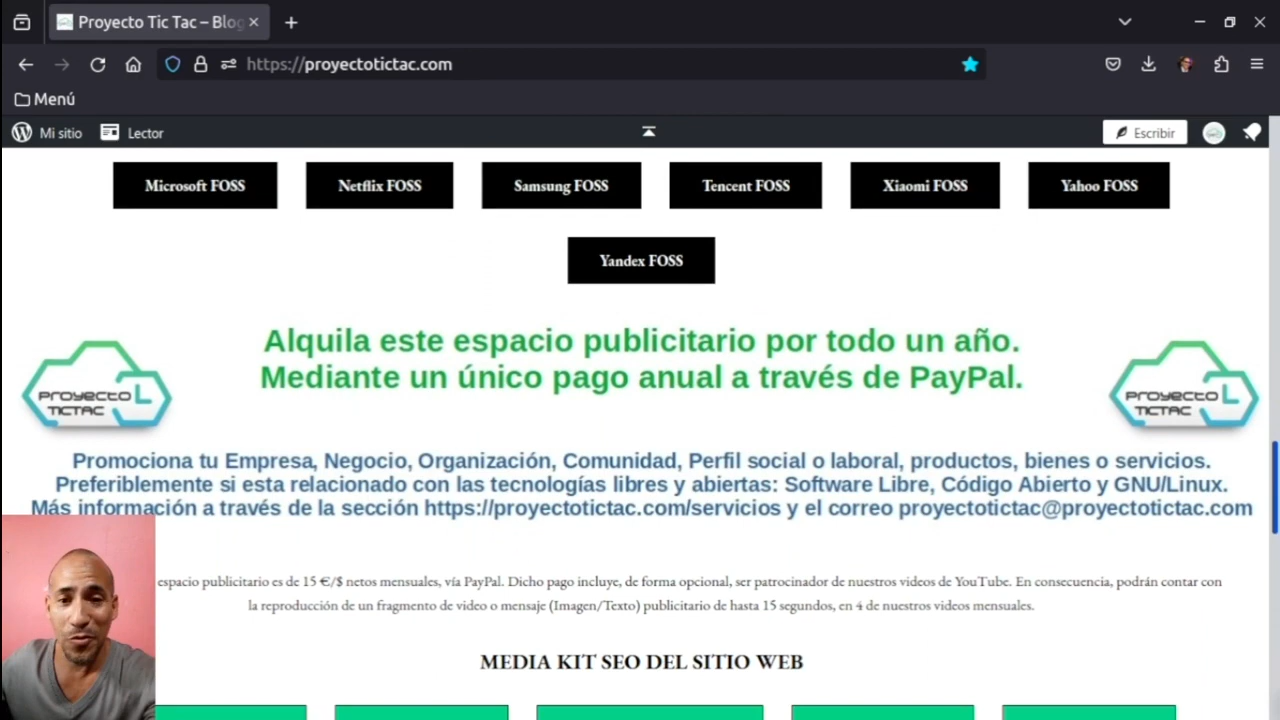 Proyecto Tic Tac – Blog
https://proyectotictac.com
Menú
Mi sitio
Lector
Escribir
Microsoft FOSS
Netflix FOSS
Samsung FOSS
Tencent FOSS
Xiaomi FOSS
Yahoo FOSS
Yandex FOSS
Alquila este espacio publicitario por todo un año.
Mediante un único pago anual a través de PayPal.
PROYECTO
TICTAC
PROYECTO
TICTAC
Promociona tu Empresa, Negocio, Organización, Comunidad, Perfil social o laboral, productos, bienes o servicios.
Preferiblemente si esta relacionado con las tecnologías libres y abiertas: Software Libre, Código Abierto y GNU/Linux.
Más información a través de la sección https://proyectotictac.com/servicios y el correo proyectotictac@proyectotictac.com
espacio publicitario es de 15 €/$ netos mensuales, vía PayPal. Dicho pago incluye, de forma opcional, ser patrocinador de nuestros videos de YouTube. En consecuencia, podrán contar con
la reproducción de un fragmento de video o mensaje (Imagen/Texto) publicitario de hasta 15 segundos, en 4 de nuestros videos mensuales.
MEDIA KIT SEO DEL SITIO WEB